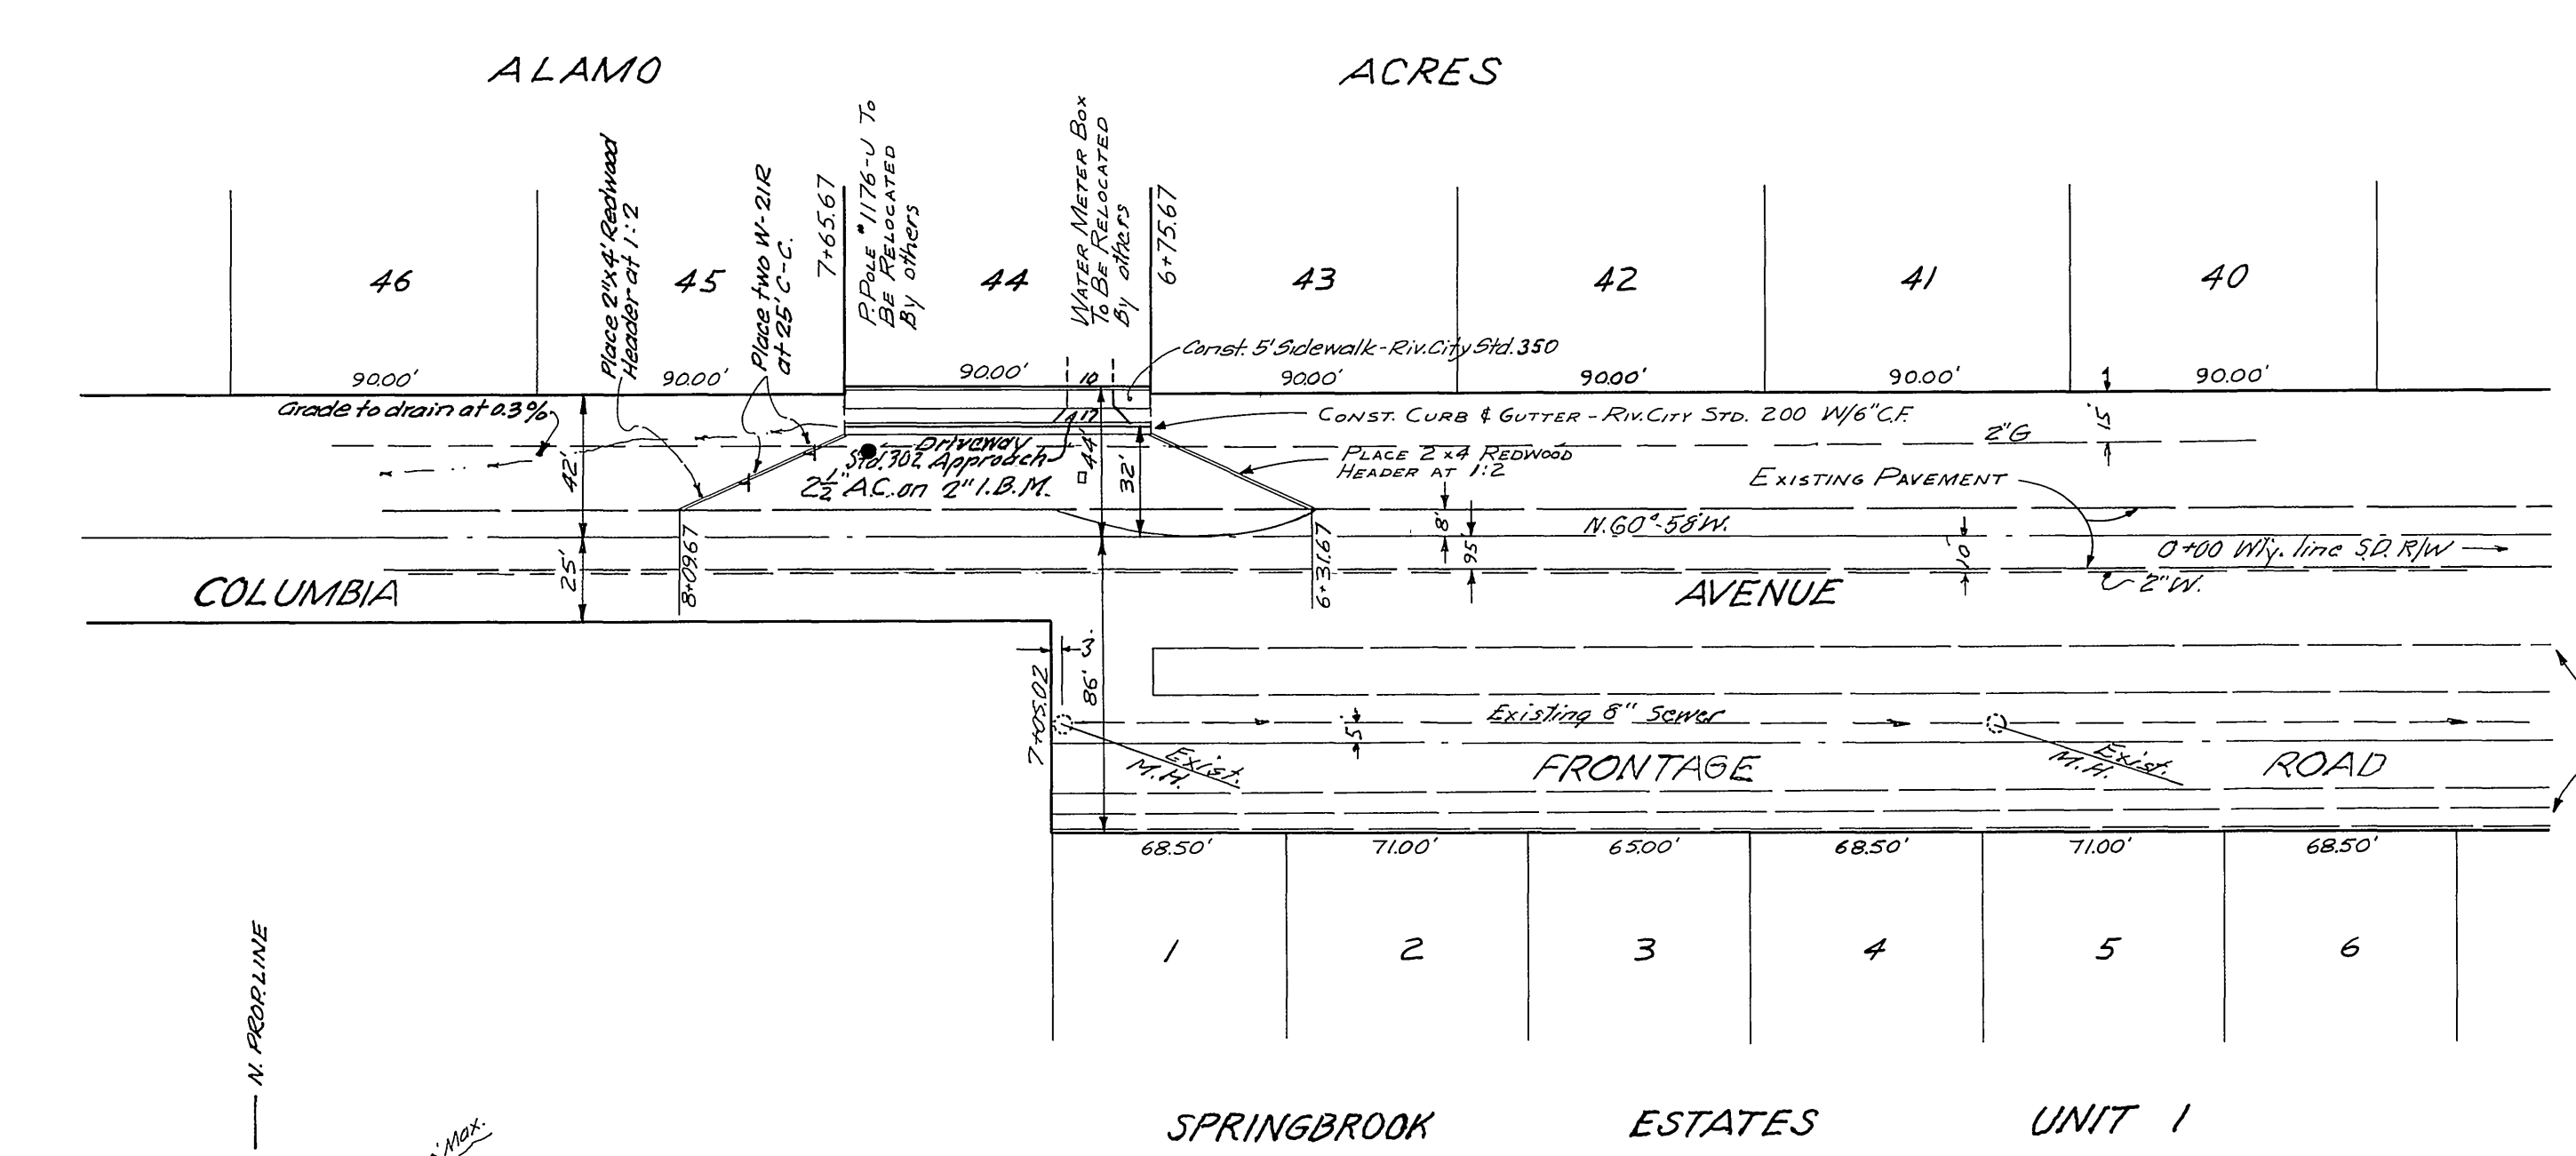 ALAMO ACRES
Place 2"x4" Redwood
Header at 1:2
Place two W-21R
at 25' C-C.
7+65.67
P.Pole #1176-U To
Be Relocated
By others
Water Meter Box
To Be Relocated
By others
6+75.67
46 45 44 43 42 41 40
Const. 5' Sidewalk-Riv.City Std. 350
90.00' 90.00' 90.00' 90.00' 90.00' 90.00' 90.00'
10
Grade to drain at 0.3%
17
15'
Const. Curb & Gutter - Riv.City Std. 200 W/6" C.F.
2"G
Driveway
Std. 302 Approach
2½" A.C. on 2" I.B.M.
42'
44'
32'
Place 2x4 Redwood
Header at 1:2
Existing Pavement
8'
N.60°-58'W.
95'
10'
0+00 Wly. line S.D. R/W
25'
8+09.67
6+31.67
COLUMBIA AVENUE
2"W.
3'
86'
7+05.02
Existing 8" Sewer
5'
Exist.
M.H.
Exist.
M.H.
FRONTAGE ROAD
68.50' 71.00' 65.00' 68.50' 71.00' 68.50'
1 2 3 4 5 6
N. PROP. LINE
SPRINGBROOK ESTATES UNIT 1
Max.